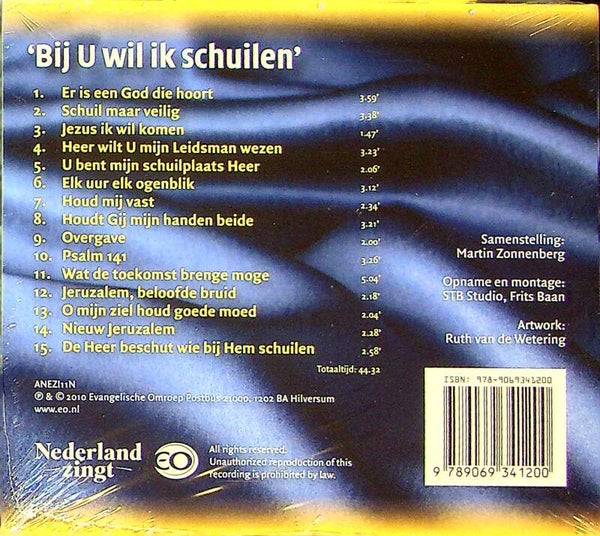 'Bij U wil ik schuilen'
1. Er is een God die hoort 3.59'
2. Schuil maar veilig 3.38'
3. Jezus ik wil komen 1.47'
4. Heer wilt U mijn Leidsman wezen 3.23'
5. U bent mijn schuilplaats Heer 2.06'
6. Elk uur elk ogenblik 3.12'
7. Houd mij vast 2.34'
8. Houdt Gij mijn handen beide 3.21'
9. Overgave 2.00'
10. Psalm 141 3.26'
11. Wat de toekomst brenge moge 5.04'
12. Jeruzalem, beloofde bruid 2.18'
13. O mijn ziel houd goede moed 2.04'
14. Nieuw Jeruzalem 2.28'
15. De Heer beschut wie bij Hem schuilen 2.58'
Totaaltijd: 44.32
Samenstelling:
Martin Zonnenberg
Opname en montage:
STB Studio, Frits Baan
Artwork:
Ruth van de Wetering
ANEZI11N
℗ & © 2010 Evangelische Omroep Postbus 21000, 1202 BA Hilversum
www.eo.nl
Nederland
zingt
EO
All rights reserved.
Unauthorized reproduction of this
recording is prohibited by law.
ISBN: 978-9069341200
9 789069 341200